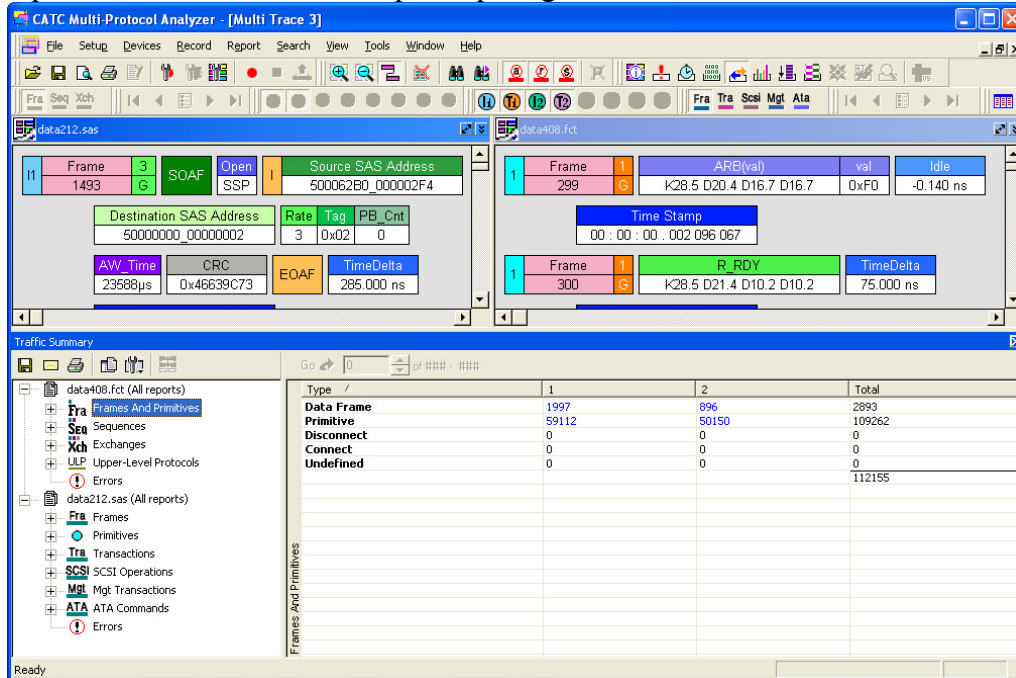 CATC Multi-Protocol Analyzer - [Multi Trace 3]
File Setup Devices Record Report Search View Tools Window Help
Fra Seq Xch I1 T1 I2 T2 Fra Tra Scsi Mgt Ata
data212.sas
I1 Frame 3 SOAF Open I Source SAS Address
1493 G SSP 500062B0_000002F4
Destination SAS Address Rate Tag PB_Cnt
50000000_00000002 3 0x02 0
AW_Time CRC EOAF TimeDelta
23588µs 0x46639C73 285.000 ns
data408.fct
1 Frame 1 ARB(val) val Idle
299 G K28.5 D20.4 D16.7 D16.7 0xF0 -0.140 ns
Time Stamp
00 : 00 : 00 . 002 096 067
1 Frame 1 R_RDY TimeDelta
300 G K28.5 D21.4 D10.2 D10.2 75.000 ns
Traffic Summary
Go 0 of ### - ###
data408.fct (All reports)
Fra Frames And Primitives
Seq Sequences
Xch Exchanges
ULP Upper-Level Protocols
Errors
data212.sas (All reports)
Fra Frames
Primitives
Tra Transactions
SCSI SCSI Operations
Mgt Mgt Transactions
ATA ATA Commands
Errors
Frames And Primitives
Type 1 2 Total
Data Frame 1997 896 2893
Primitive 59112 50150 109262
Disconnect 0 0 0
Connect 0 0 0
Undefined 0 0 0
112155
Ready